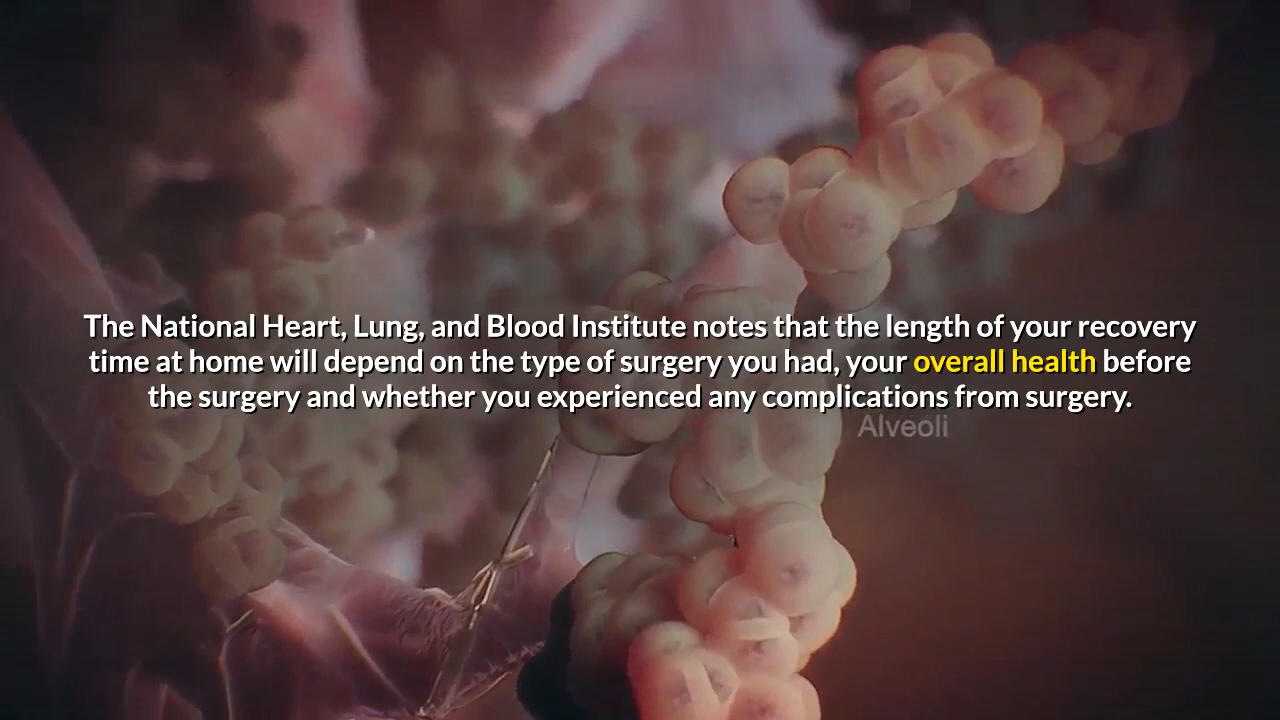 The National Heart, Lung, and Blood Institute notes that the length of your recovery
time at home will depend on the type of surgery you had, your overall health before
the surgery and whether you experienced any complications from surgery.
Alveoli